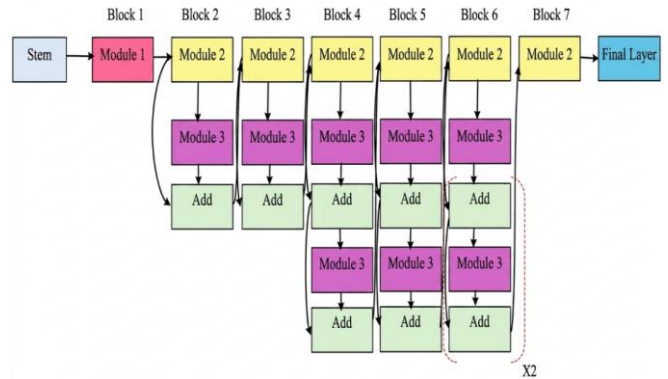 Block 1 Block 2 Block 3 Block 4 Block 5 Block 6 Block 7
Stem Module 1 Module 2 Module 2 Module 2 Module 2 Module 2 Module 2 Final Layer
Module 3 Module 3 Module 3 Module 3 Module 3
Add Add Add Add Add
Module 3 Module 3 Module 3
Add Add Add
X2